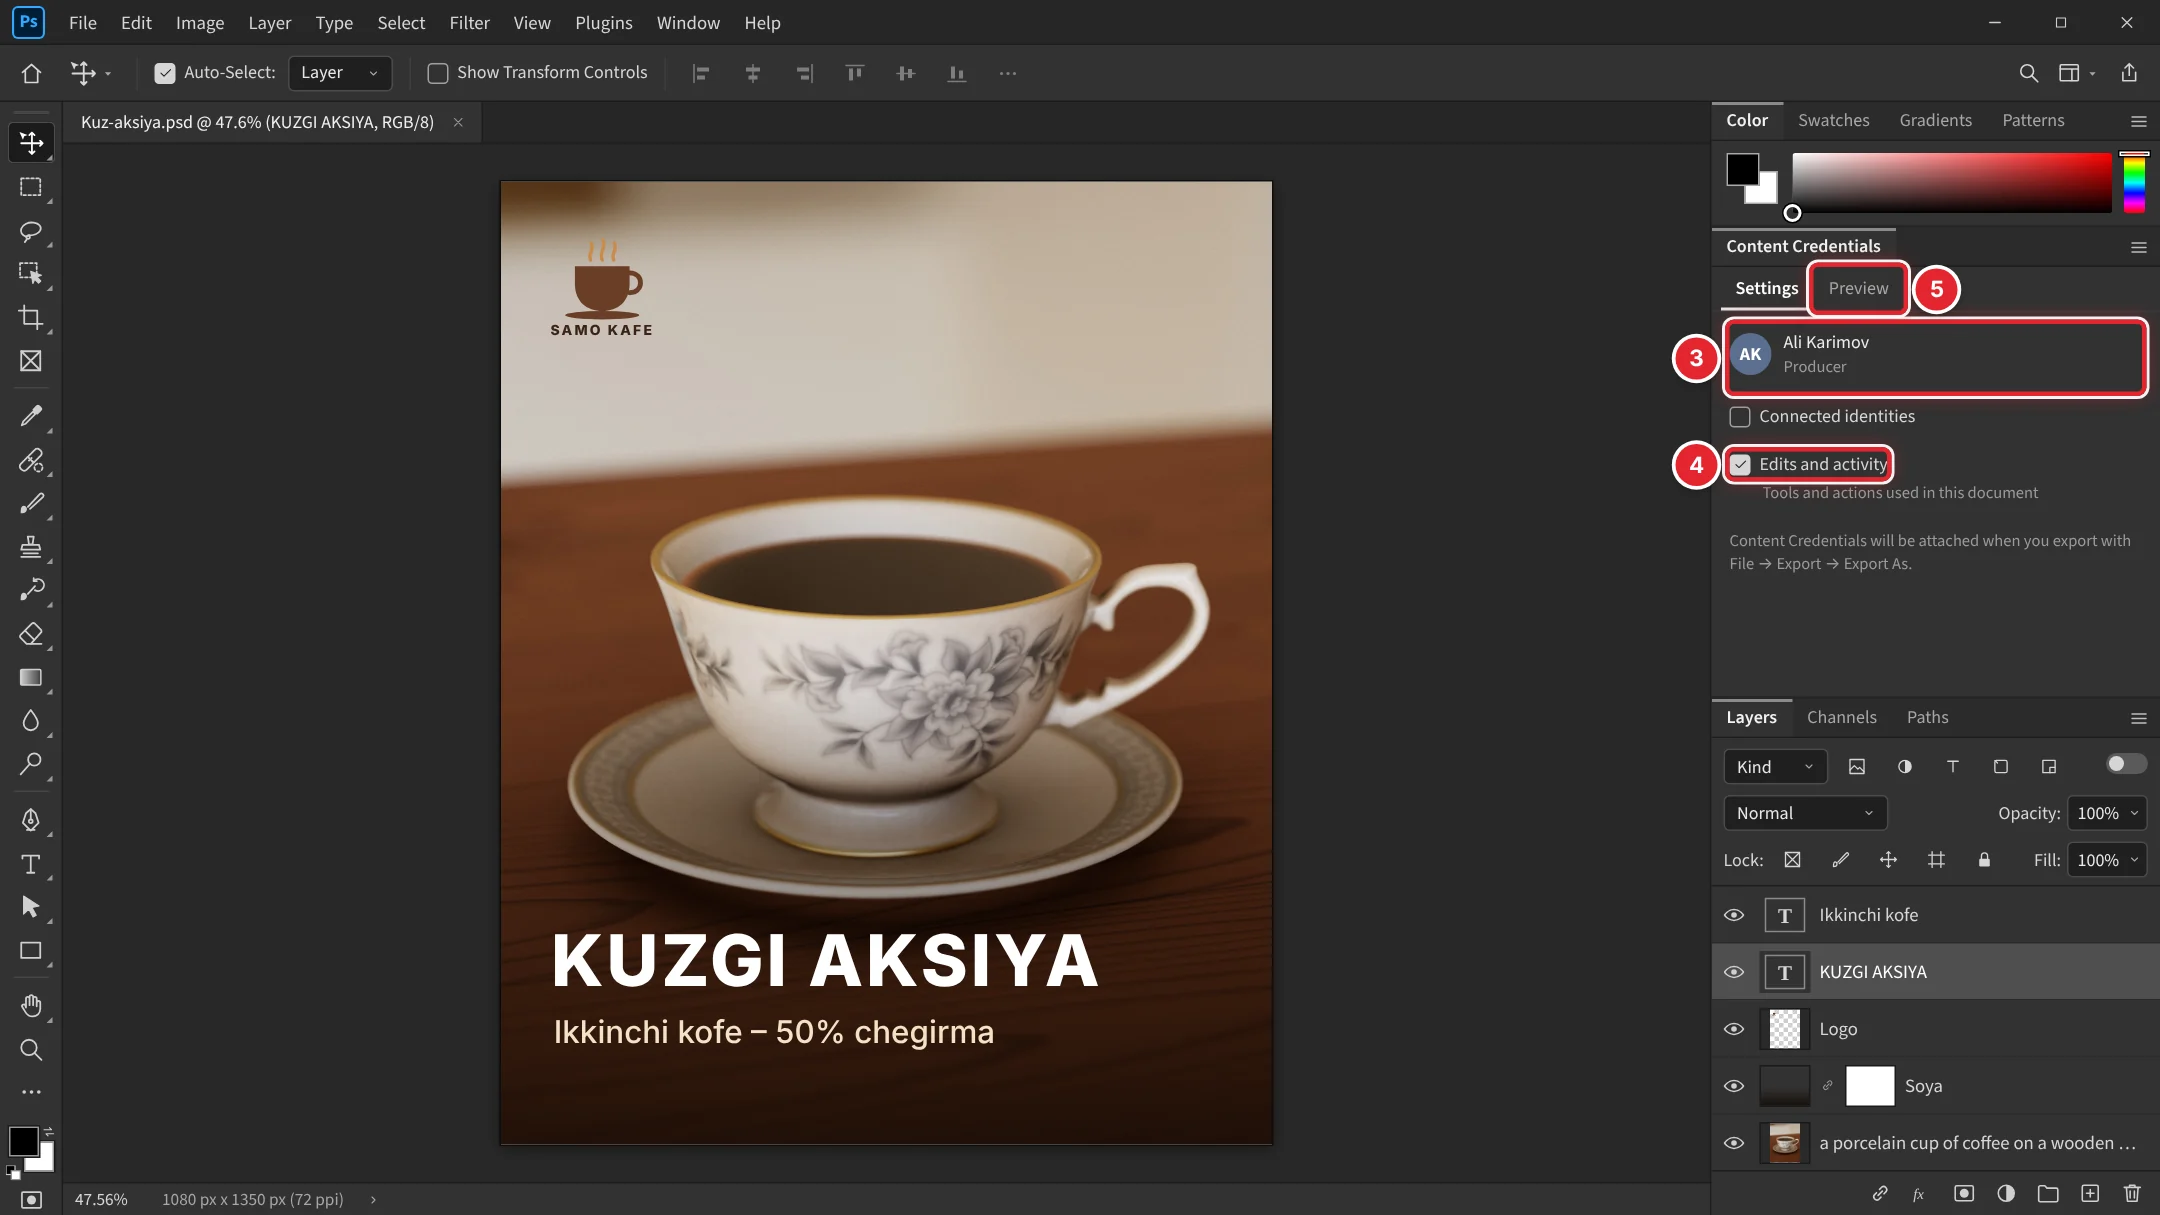 Ps File Edit Image Layer Type Select Filter View Plugins Window Help
Auto-Select: Layer Show Transform Controls
Kuz-aksiya.psd @ 47.6% (KUZGI AKSIYA, RGB/8)
SAMO KAFE
KUZGI AKSIYA
Ikkinchi kofe – 50% chegirma
47.56% 1080 px x 1350 px (72 ppi)
Color Swatches Gradients Patterns
Content Credentials
Settings Preview 5
3 AK Ali Karimov
Producer
Connected identities
4 Edits and activity
Tools and actions used in this document
Content Credentials will be attached when you export with
File → Export → Export As.
Layers Channels Paths
Kind
Normal Opacity: 100%
Lock: Fill: 100%
T Ikkinchi kofe
T KUZGI AKSIYA
Logo
Soya
a porcelain cup of coffee on a wooden ...
fx